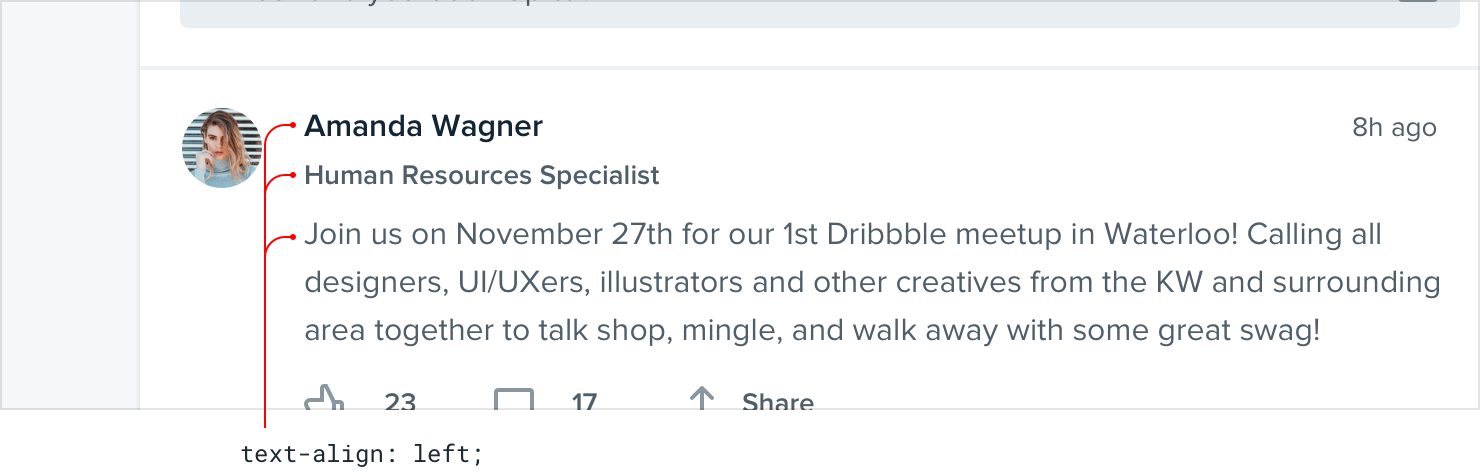 Amanda Wagner
8h ago
Human Resources Specialist
Join us on November 27th for our 1st Dribbble meetup in Waterloo! Calling all
designers, UI/UXers, illustrators and other creatives from the KW and surrounding
area together to talk shop, mingle, and walk away with some great swag!
23 17 Share
text-align: left;